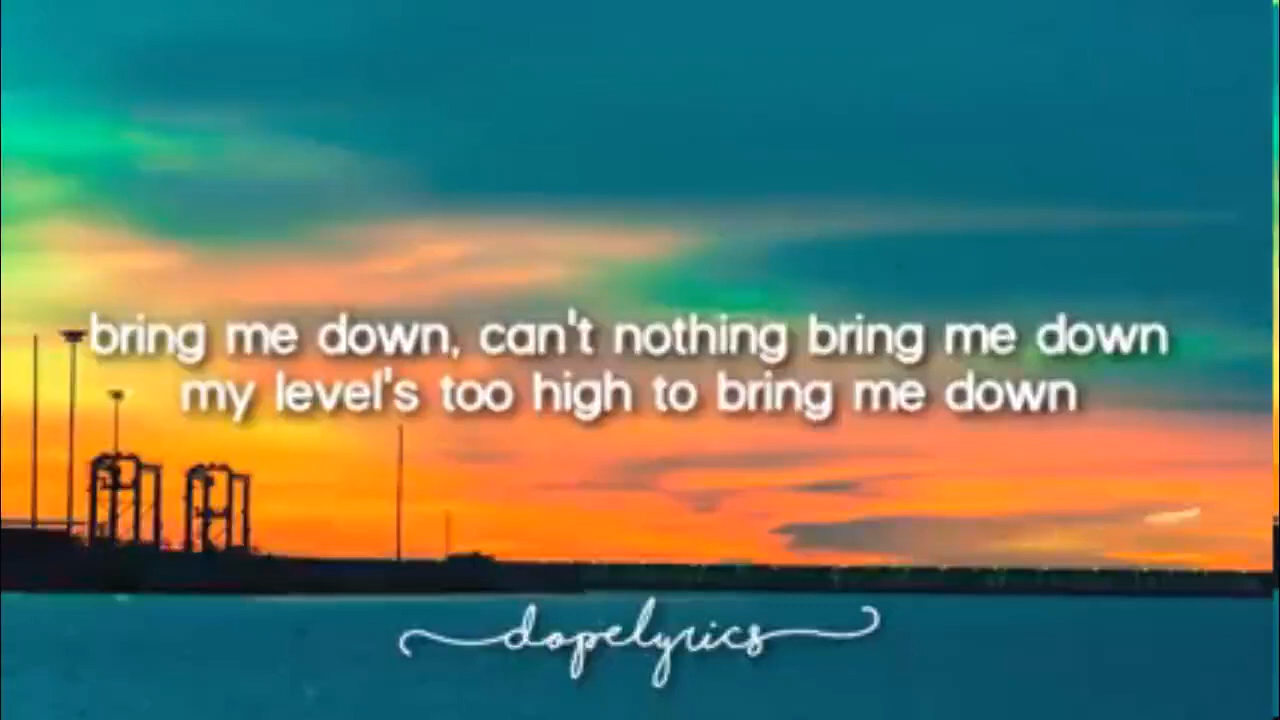 bring me down, can't nothing bring me down
my level's too high to bring me down
dopelyrics